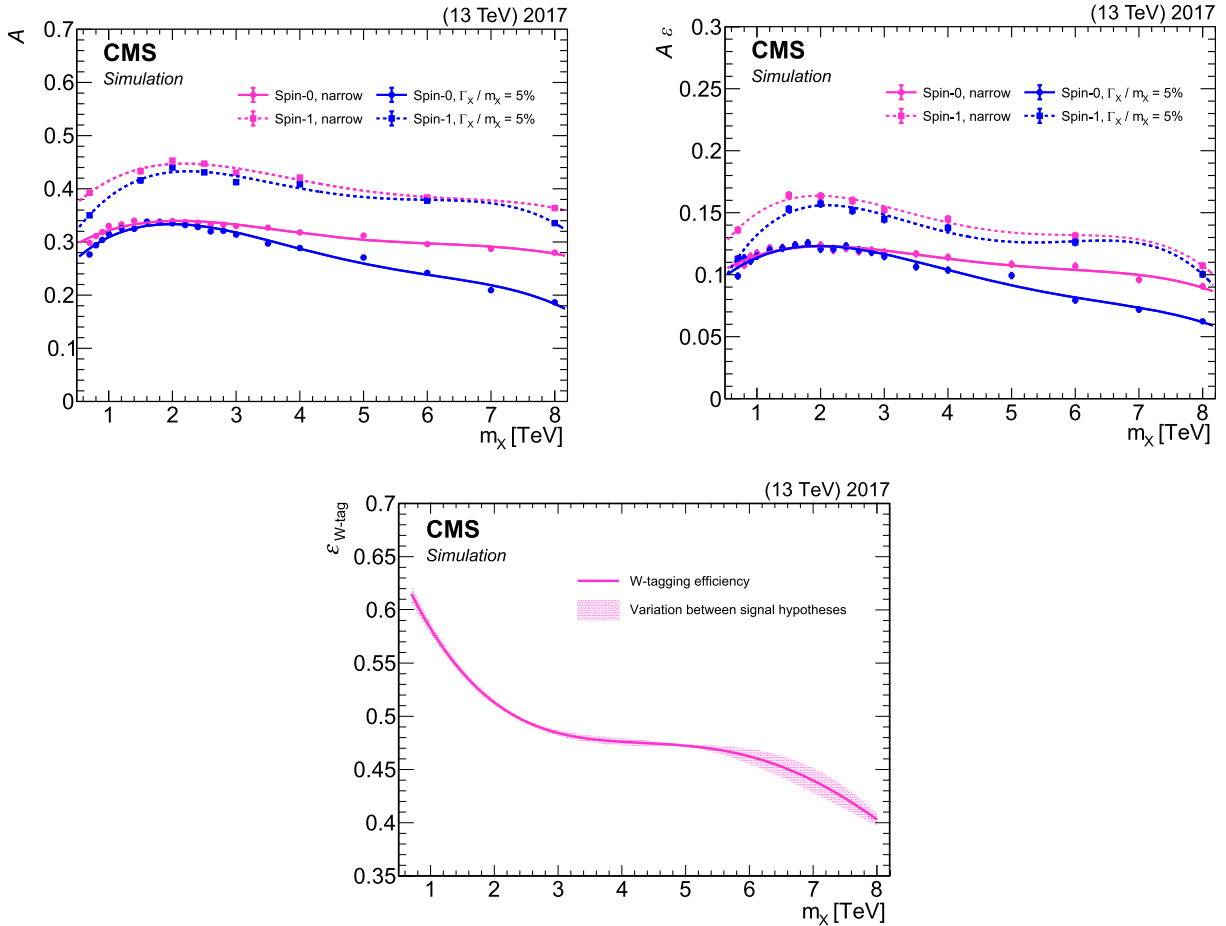 (13 TeV) 2017
A
0.7
0.6
0.5
0.4
0.3
0.2
0.1
0
CMS
Simulation
Spin-0, narrow
Spin-0, Γ_X / m_X = 5%
Spin-1, narrow
Spin-1, Γ_X / m_X = 5%
1 2 3 4 5 6 7 8
m_X [TeV]
(13 TeV) 2017
A ε
0.3
0.25
0.2
0.15
0.1
0.05
0
CMS
Simulation
Spin-0, narrow
Spin-0, Γ_X / m_X = 5%
Spin-1, narrow
Spin-1, Γ_X / m_X = 5%
1 2 3 4 5 6 7 8
m_X [TeV]
(13 TeV) 2017
ε_W-tag
0.7
0.65
0.6
0.55
0.5
0.45
0.4
0.35
CMS
Simulation
W-tagging efficiency
Variation between signal hypotheses
1 2 3 4 5 6 7 8
m_X [TeV]